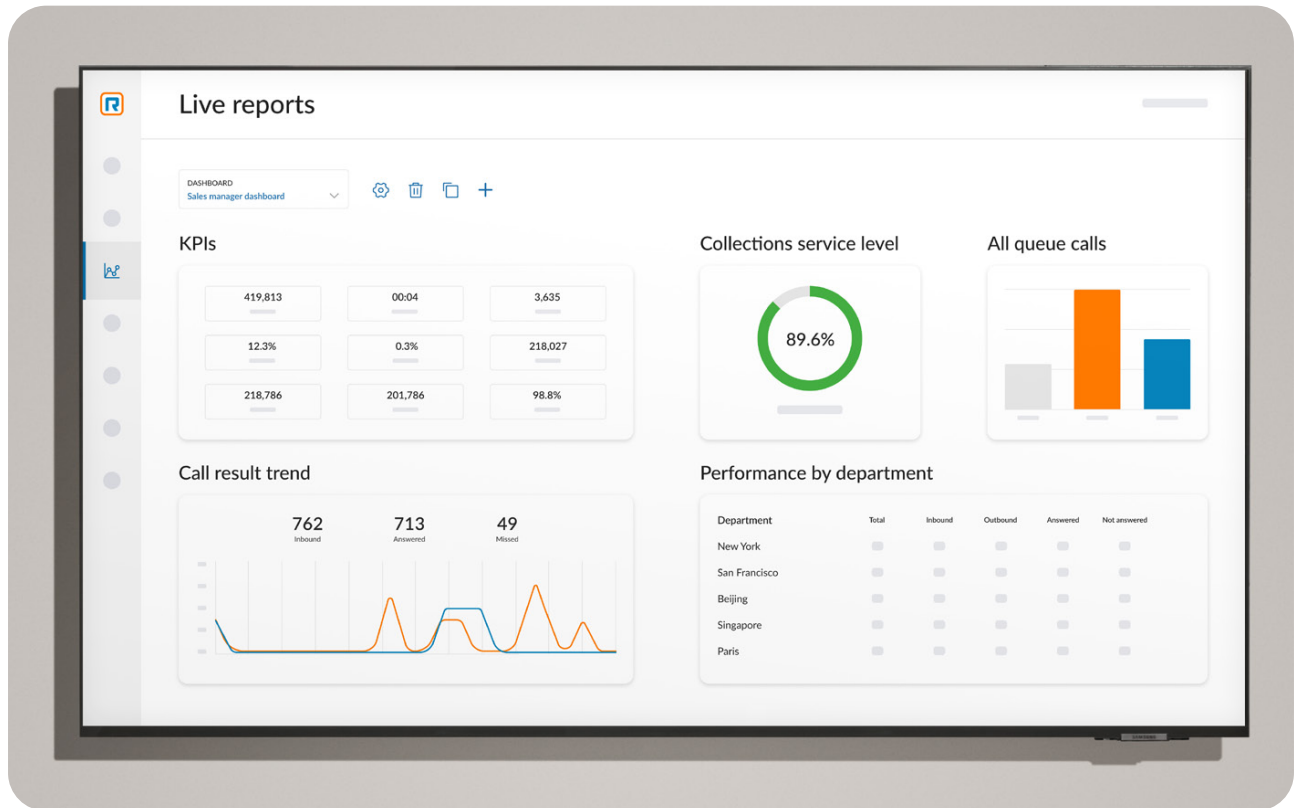 Live reports
DASHBOARD
Sales manager dashboard
KPIs
419,813 00:04 3,635
12.3% 0.3% 218,027
218,786 201,786 98.8%
Collections service level
89.6%
All queue calls
Call result trend
762 713 49
Inbound Answered Missed
Performance by department
Department Total Inbound Outbound Answered Not answered
New York
San Francisco
Beijing
Singapore
Paris
SAMSUNG